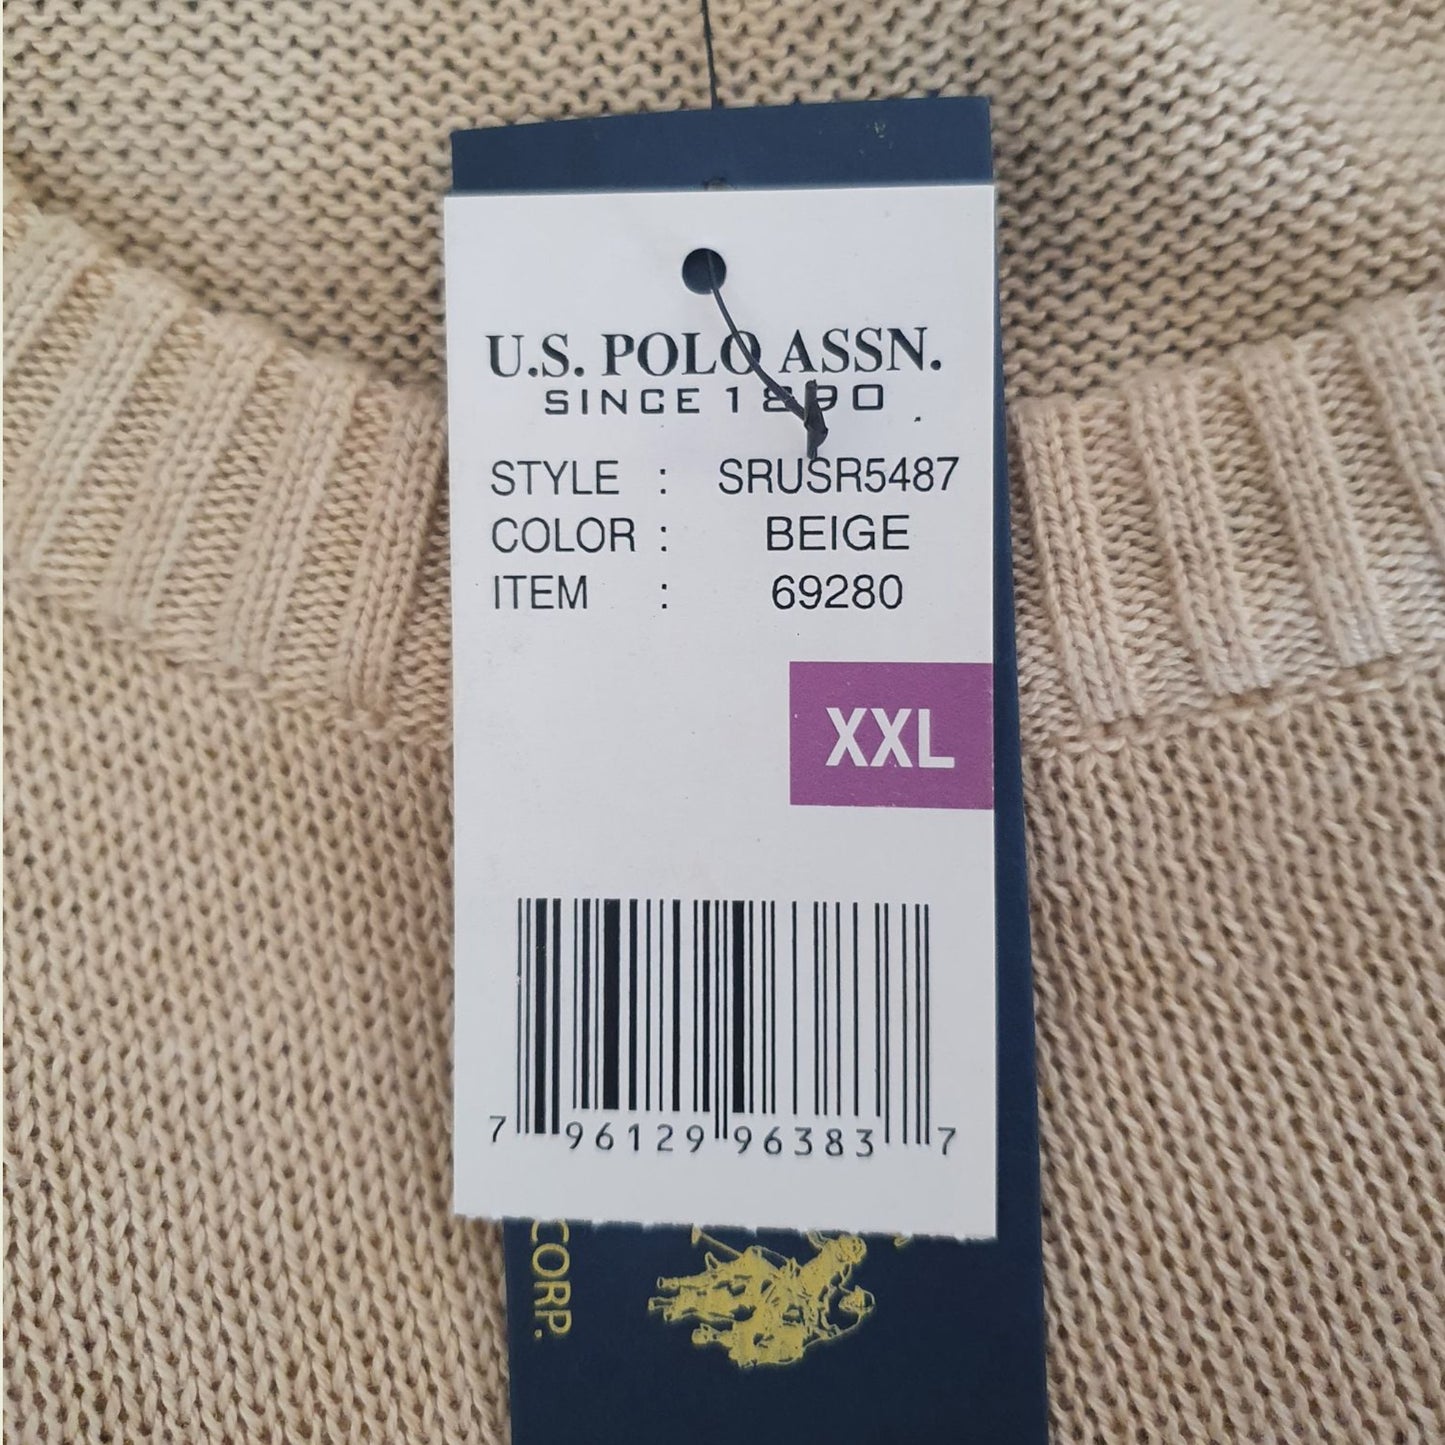 U.S. POLO ASSN.
SINCE 1890
STYLE : SRUSR5487
COLOR : BEIGE
ITEM : 69280
XXL
7 96129 96383 7
CORP.